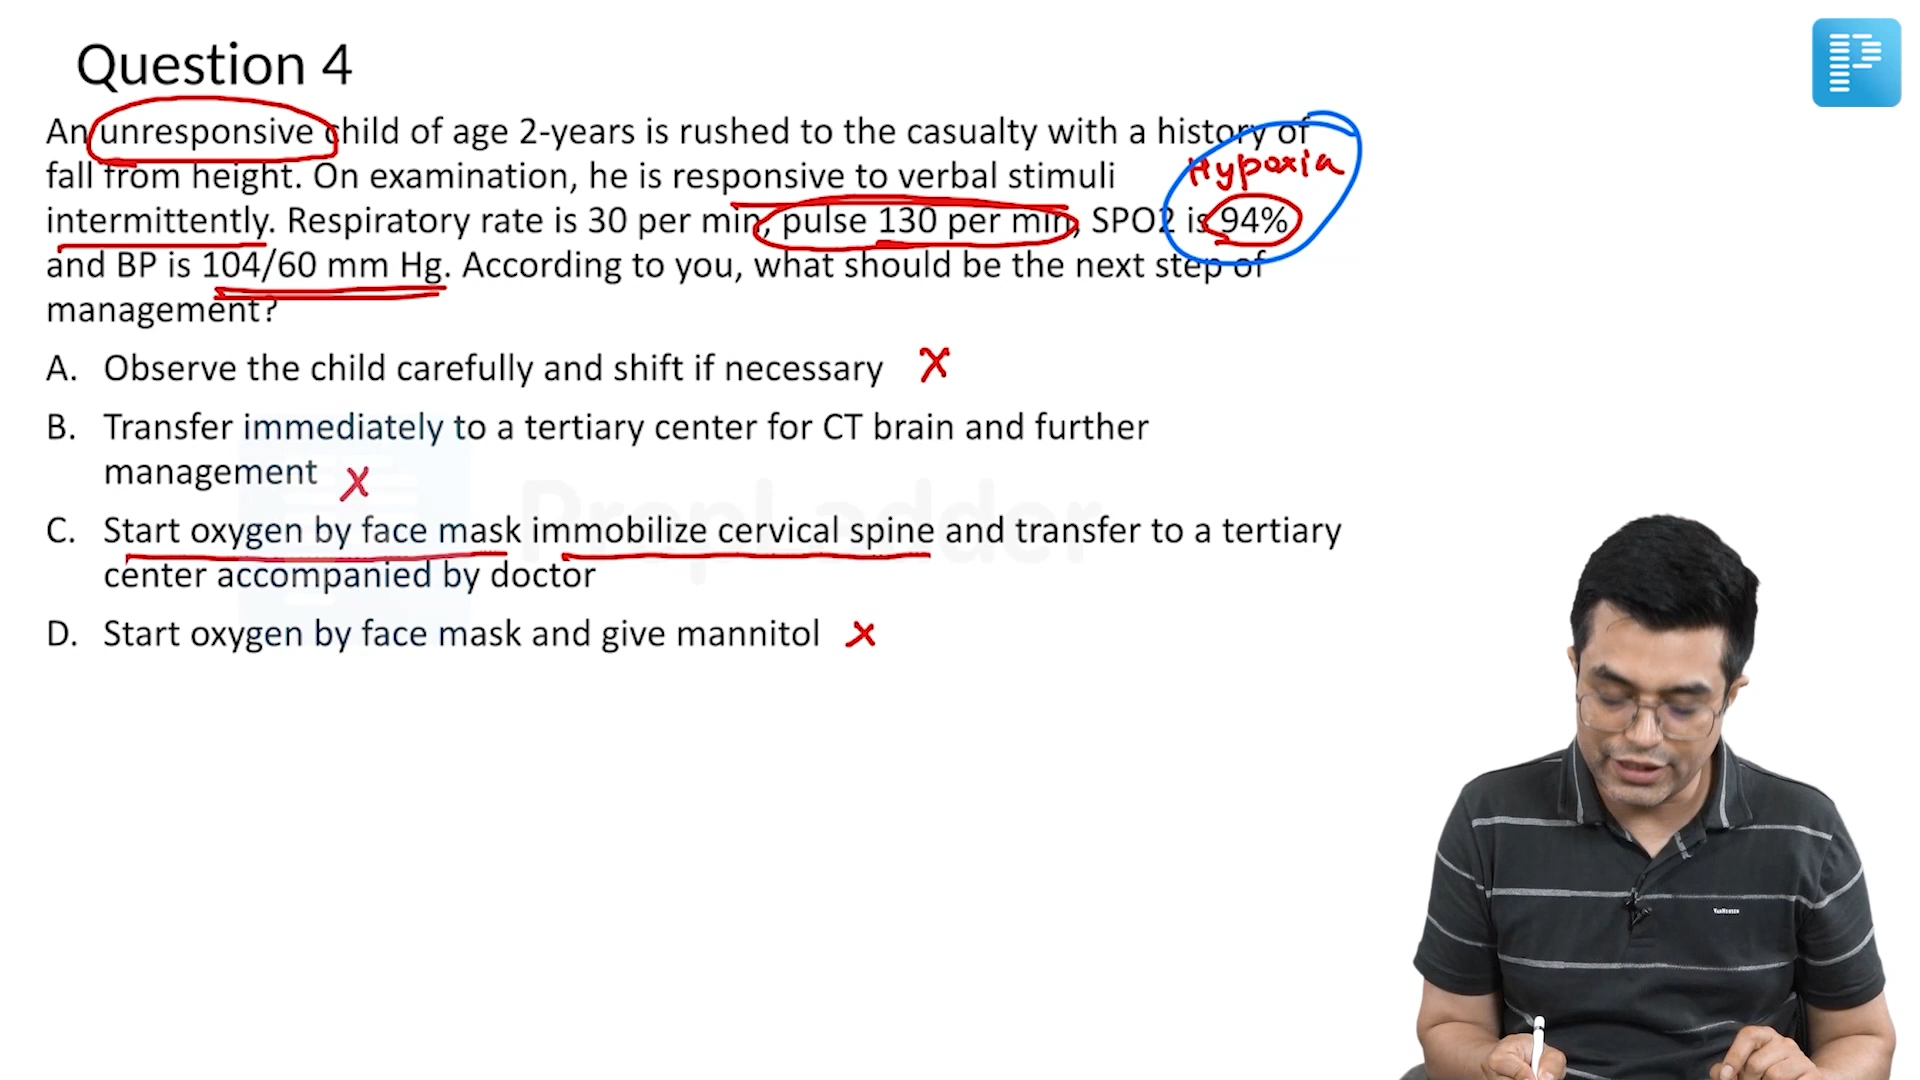 Question 4
An unresponsive child of age 2-years is rushed to the casualty with a history of
fall from height. On examination, he is responsive to verbal stimuli
Hypoxia
intermittently. Respiratory rate is 30 per min, pulse 130 per min, SPO2 is 94%
and BP is 104/60 mm Hg. According to you, what should be the next step of
management?
A. Observe the child carefully and shift if necessary X
B. Transfer immediately to a tertiary center for CT brain and further
management X
PrepLadder
C. Start oxygen by face mask immobilize cervical spine and transfer to a tertiary
center accompanied by doctor
D. Start oxygen by face mask and give mannitol X